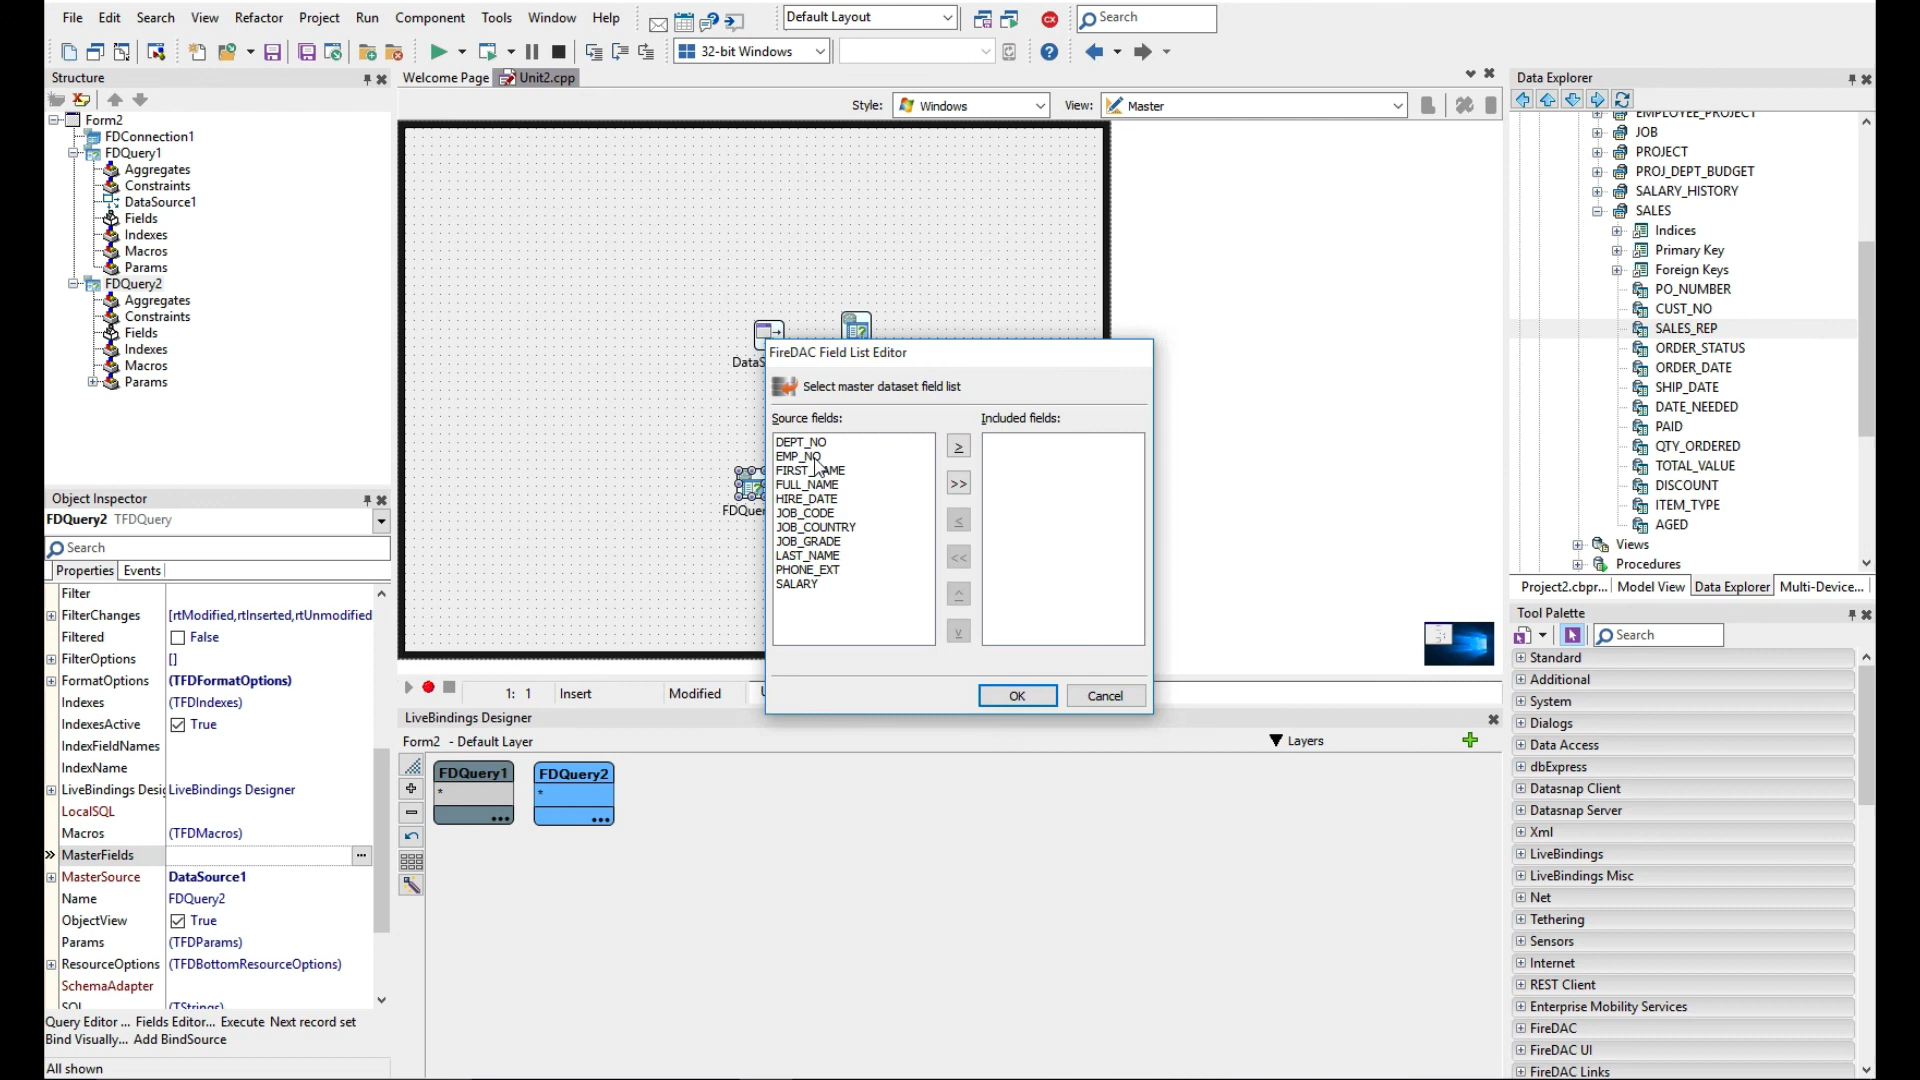 File Edit Search View Refactor Project Run Component Tools Window Help
Default Layout
CX
Search
32-bit Windows
Structure
Form2
FDConnection1
FDQuery1
Aggregates
Constraints
DataSource1
Fields
Indexes
Macros
Params
FDQuery2
Aggregates
Constraints
Fields
Indexes
Macros
Params
Object Inspector
FDQuery2 TFDQuery
Search
Properties Events
Filter
FilterChanges [rtModified,rtInserted,rtUnmodified
Filtered False
FilterOptions []
FormatOptions (TFDFormatOptions)
Indexes (TFDIndexes)
IndexesActive True
IndexFieldNames
IndexName
LiveBindings Desig LiveBindings Designer
LocalSQL
Macros (TFDMacros)
MasterFields ...
MasterSource DataSource1
Name FDQuery2
ObjectView True
Params (TFDParams)
ResourceOptions (TFDBottomResourceOptions)
SchemaAdapter
SQL (TStrings)
Query Editor ... Fields Editor... Execute Next record set
Bind Visually... Add BindSource
All shown
Welcome Page Unit2.cpp
Style: Windows View: Master
DataS
FDQuer
FireDAC Field List Editor
Select master dataset field list
Source fields: Included fields:
DEPT_NO
EMP_NO
FIRST_NAME
FULL_NAME
HIRE_DATE
JOB_CODE
JOB_COUNTRY
JOB_GRADE
LAST_NAME
PHONE_EXT
SALARY
>
>>
<
<<
^
v
OK Cancel
1: 1 Insert Modified
LiveBindings Designer
Form2 - Default Layer Layers
FDQuery1 FDQuery2
* *
... ...
Data Explorer
EMPLOYEE_PROJECT
JOB
PROJECT
PROJ_DEPT_BUDGET
SALARY_HISTORY
SALES
Indices
Primary Key
Foreign Keys
PO_NUMBER
CUST_NO
SALES_REP
ORDER_STATUS
ORDER_DATE
SHIP_DATE
DATE_NEEDED
PAID
QTY_ORDERED
TOTAL_VALUE
DISCOUNT
ITEM_TYPE
AGED
Views
Procedures
Project2.cbpr... Model View Data Explorer Multi-Device...
Tool Palette
Search
Standard
Additional
System
Dialogs
Data Access
dbExpress
Datasnap Client
Datasnap Server
Xml
LiveBindings
LiveBindings Misc
Net
Tethering
Sensors
Internet
REST Client
Enterprise Mobility Services
FireDAC
FireDAC UI
FireDAC Links